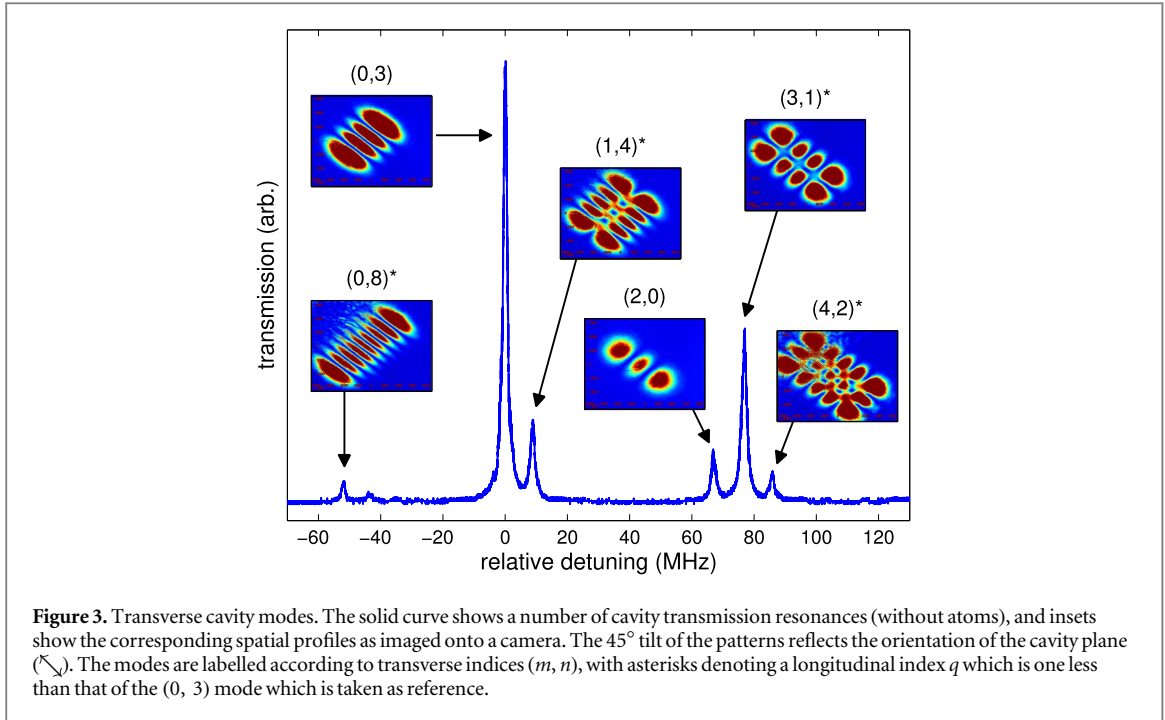 (0,3)
(3,1)*
(1,4)*
(0,8)*
(2,0)
(4,2)*
transmission (arb.)
−60 −40 −20 0 20 40 60 80 100 120
relative detuning (MHz)
Figure 3. Transverse cavity modes. The solid curve shows a number of cavity transmission resonances (without atoms), and insets
show the corresponding spatial profiles as imaged onto a camera. The 45° tilt of the patterns reflects the orientation of the cavity plane
(⤡). The modes are labelled according to transverse indices (m, n), with asterisks denoting a longitudinal index q which is one less
than that of the (0, 3) mode which is taken as reference.